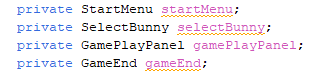 private StartMenu startMenu;
private SelectBunny selectBunny;
private GamePlayPanel gamePlayPanel;
private GameEnd gameEnd;